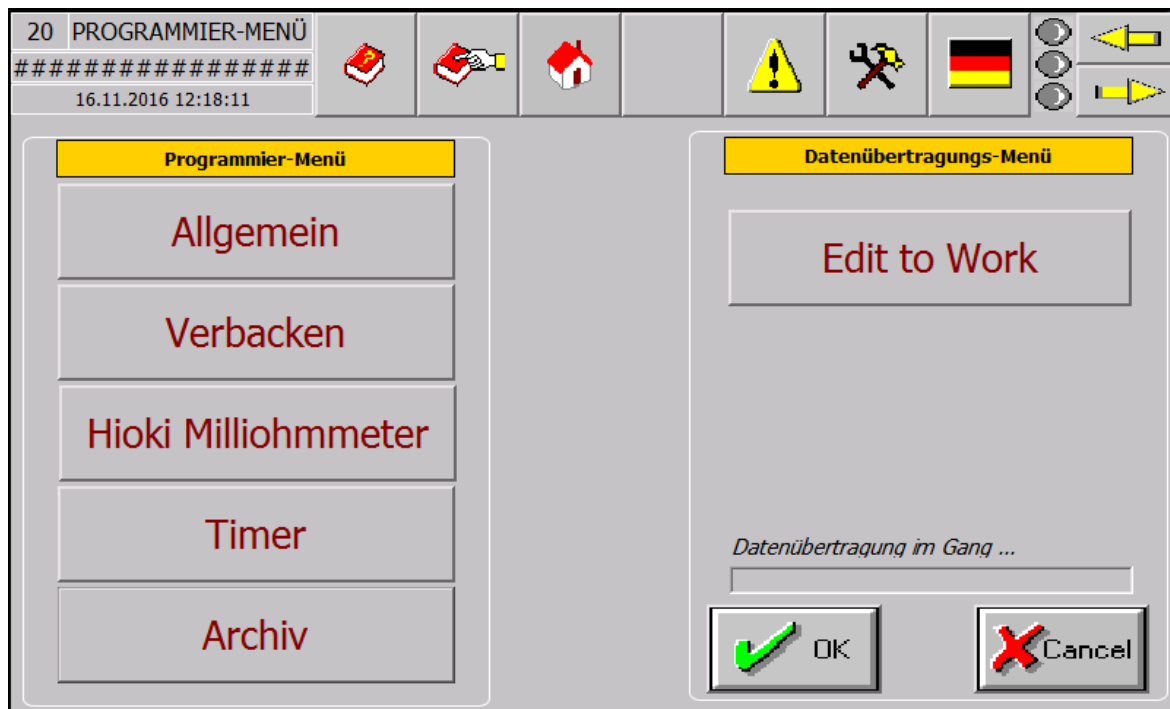 20 PROGRAMMIER-MENÜ
#################
16.11.2016 12:18:11
?
!
Programmier-Menü
Allgemein
Verbacken
Hioki Milliohmmeter
Timer
Archiv
Datenübertragungs-Menü
Edit to Work
Datenübertragung im Gang ...
OK
Cancel